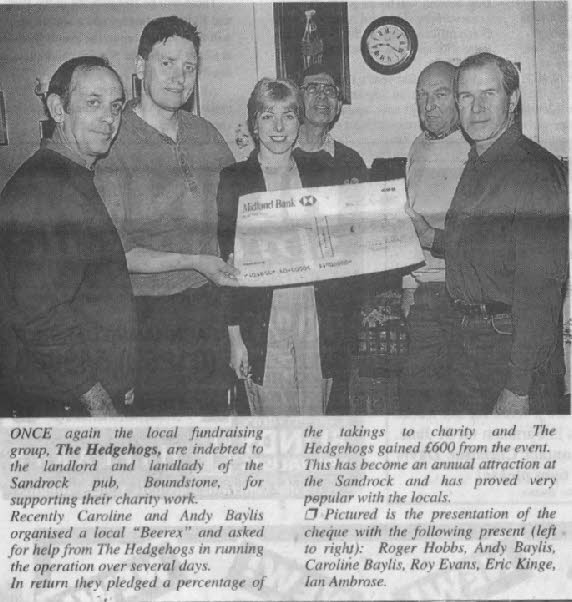 Midland Bank
ONCE again the local fundraising
group, The Hedgehogs, are indebted to
the landlord and landlady of the
Sandrock pub, Boundstone, for
supporting their charity work.
Recently Caroline and Andy Baylis
organised a local "Beerex" and asked
for help from The Hedgehogs in running
the operation over several days.
In return they pledged a percentage of
the takings to charity and The
Hedgehogs gained £600 from the event.
This has become an annual attraction at
the Sandrock and has proved very
popular with the locals.
❒ Pictured is the presentation of the
cheque with the following present (left
to right): Roger Hobbs, Andy Baylis,
Caroline Baylis, Roy Evans, Eric Kinge,
Ian Ambrose.